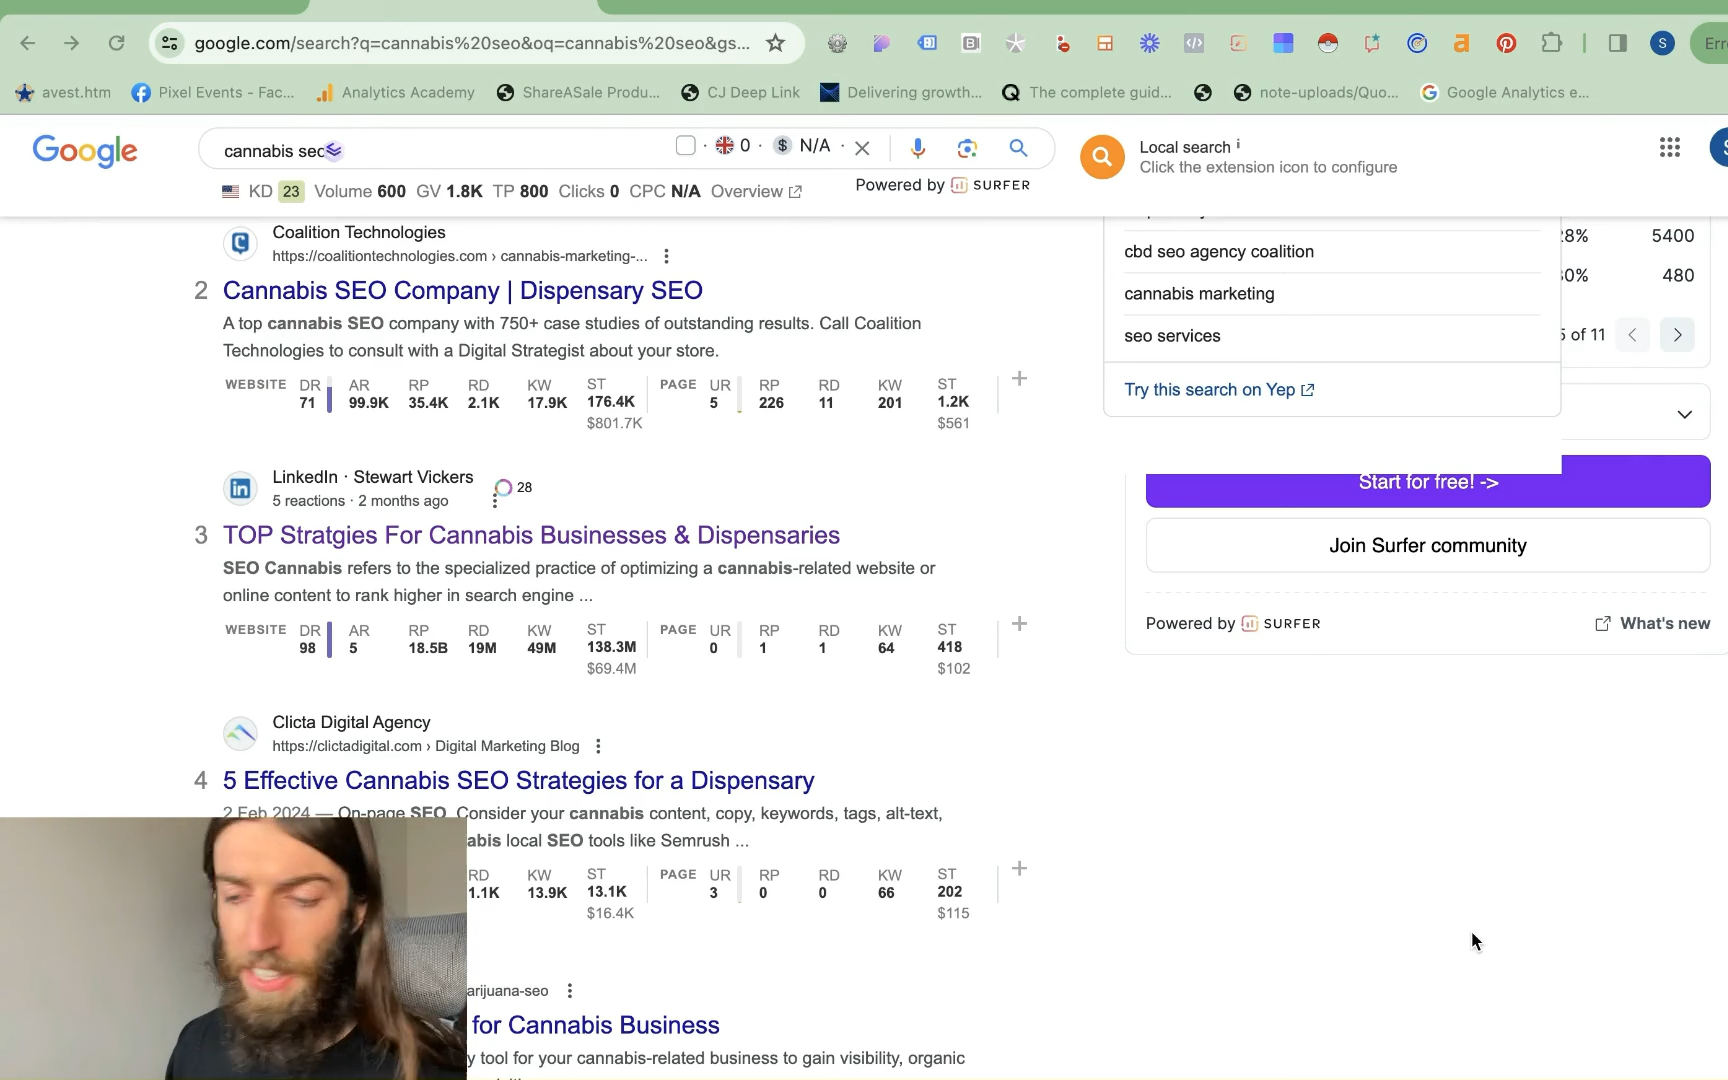 google.com/search?q=cannabis%20seo&oq=cannabis%20seo&gs...
S
avest.htm
Pixel Events - Fac...
Analytics Academy
ShareASale Produ...
CJ Deep Link
Delivering growth...
The complete guid...
note-uploads/Quo...
Google Analytics e...
Google
cannabis seo
· 0 · $ N/A ·
Local search i
Click the extension icon to configure
KD 23 Volume 600 GV 1.8K TP 800 Clicks 0 CPC N/A Overview
Powered by SURFER
Coalition Technologies
https://coalitiontechnologies.com › cannabis-marketing-...
2 Cannabis SEO Company | Dispensary SEO
A top cannabis SEO company with 750+ case studies of outstanding results. Call Coalition
Technologies to consult with a Digital Strategist about your store.
WEBSITE DR AR RP RD KW ST PAGE UR RP RD KW ST
71 99.9K 35.4K 2.1K 17.9K 176.4K 5 226 11 201 1.2K
$801.7K $561
LinkedIn · Stewart Vickers
5 reactions · 2 months ago
28
3 TOP Stratgies For Cannabis Businesses & Dispensaries
SEO Cannabis refers to the specialized practice of optimizing a cannabis-related website or
online content to rank higher in search engine ...
WEBSITE DR AR RP RD KW ST PAGE UR RP RD KW ST
98 5 18.5B 19M 49M 138.3M 0 1 1 64 418
$69.4M $102
Clicta Digital Agency
https://clictadigital.com › Digital Marketing Blog
4 5 Effective Cannabis SEO Strategies for a Dispensary
2 Feb 2024 — On-page SEO. Consider your cannabis content, copy, keywords, tags, alt-text,
abis local SEO tools like Semrush ...
RD KW ST PAGE UR RP RD KW ST
1.1K 13.9K 13.1K 3 0 0 66 202
$16.4K $115
arijuana-seo
for Cannabis Business
y tool for your cannabis-related business to gain visibility, organic
cbd seo agency coalition
cannabis marketing
seo services
Try this search on Yep
8% 5400
0% 480
of 11
Start for free! ->
Join Surfer community
Powered by SURFER
What's new